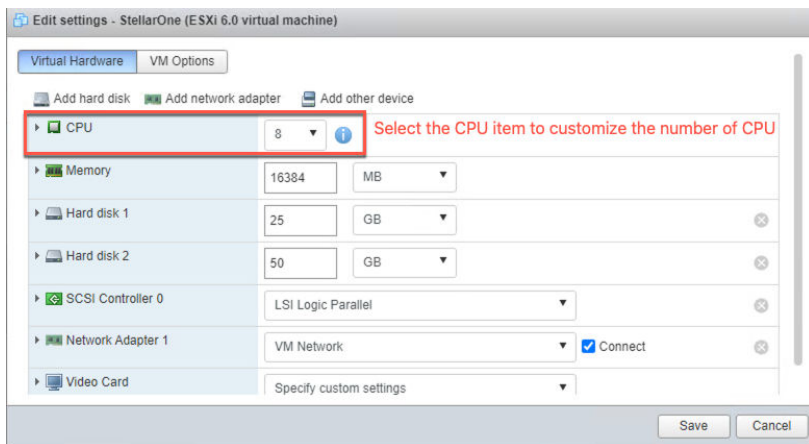 Edit settings - StellarOne (ESXi 6.0 virtual machine)
Virtual Hardware VM Options
Add hard disk Add network adapter Add other device
CPU 8 Select the CPU item to customize the number of CPU
Memory 16384 MB
Hard disk 1 25 GB
Hard disk 2 50 GB
SCSI Controller 0 LSI Logic Parallel
Network Adapter 1 VM Network Connect
Video Card Specify custom settings
Save Cancel